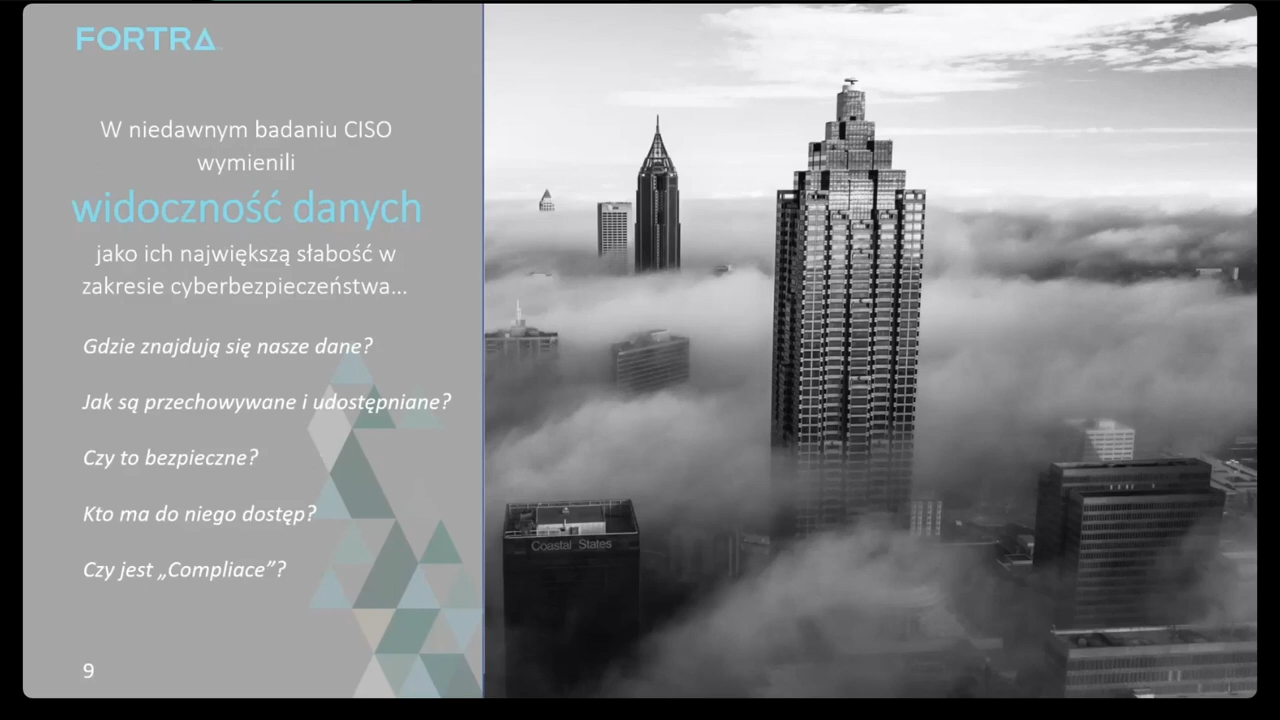 FORTRA
W niedawnym badaniu CISO
wymienili
widoczność danych
jako ich największą słabość w
zakresie cyberbezpieczeństwa...
Gdzie znajdują się nasze dane?
Jak są przechowywane i udostępniane?
Czy to bezpieczne?
Kto ma do niego dostęp?
Czy jest „Compliace”?
9
Coastal States